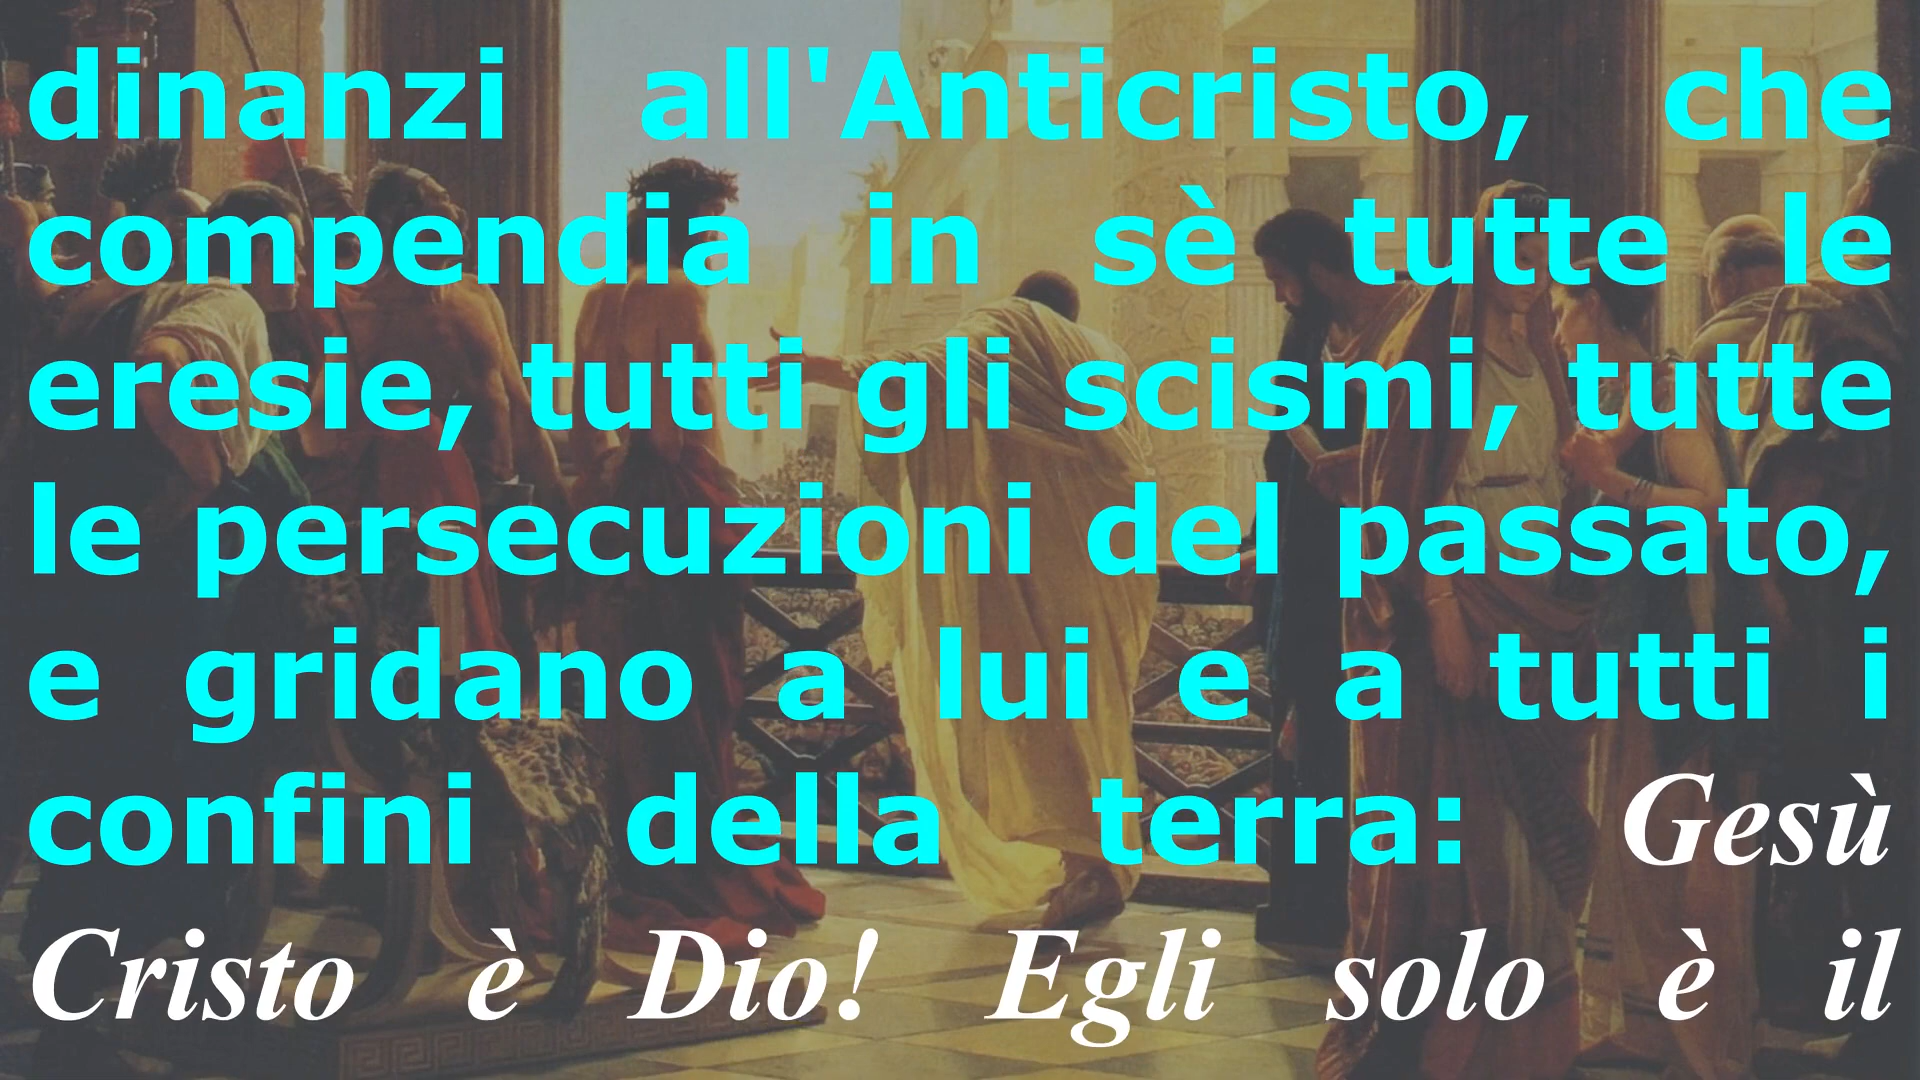 dinanzi all'Anticristo, che
compendia in sè tutte le
eresie, tutti gli scismi, tutte
le persecuzioni del passato,
e gridano a lui e a tutti i
confini della terra: Gesù
Cristo è Dio! Egli solo è il